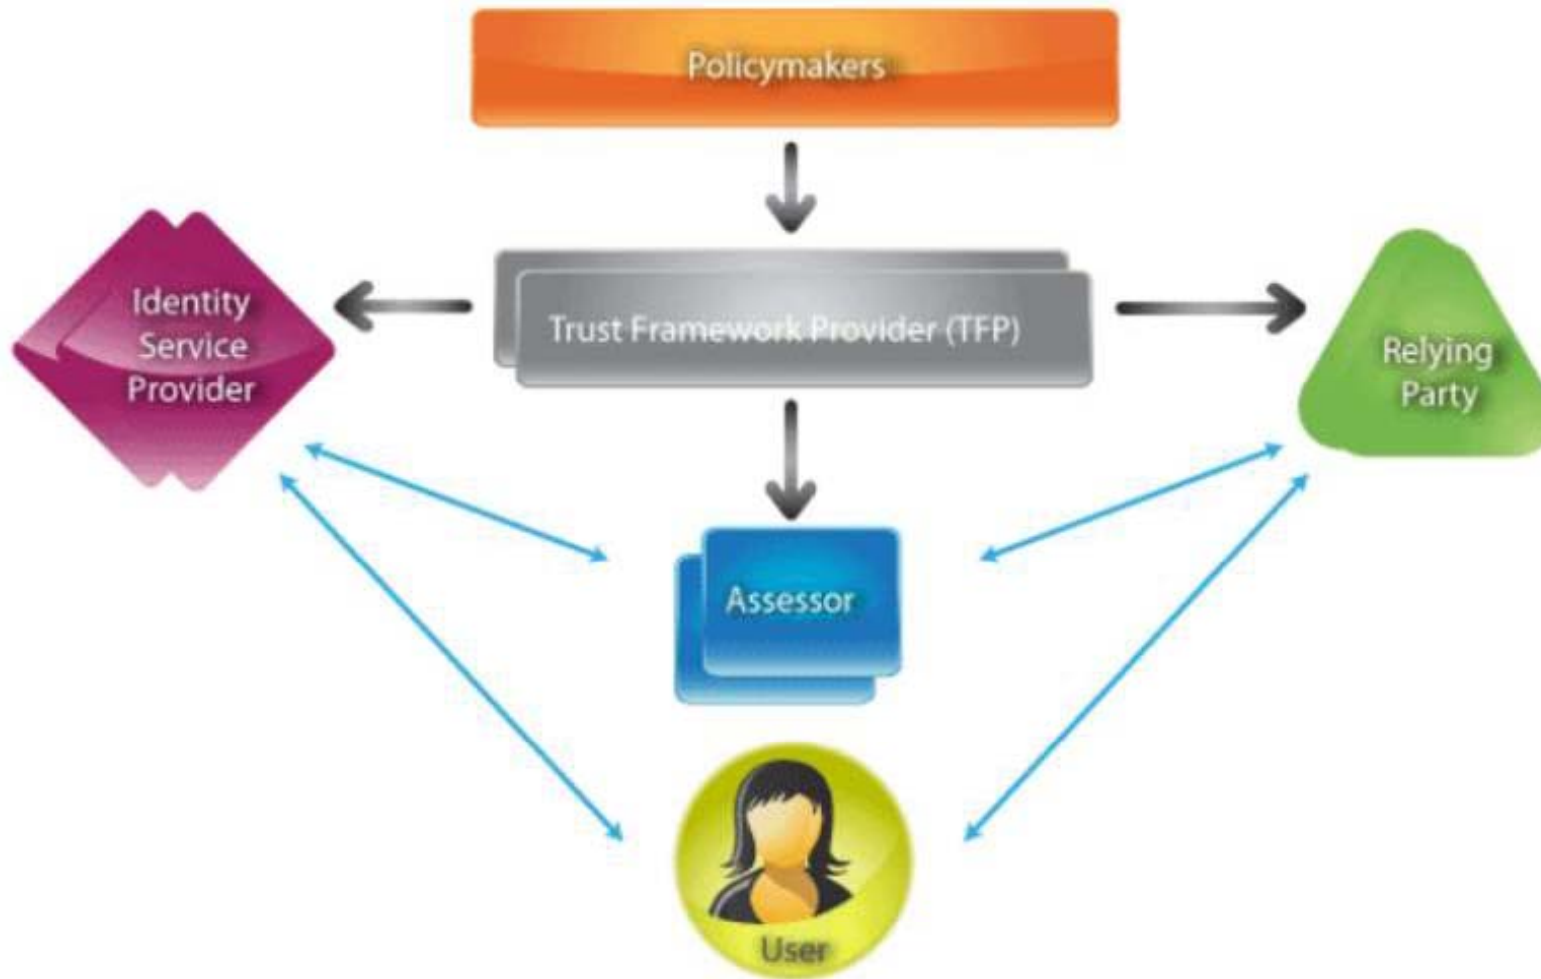 Policymakers
Identity
Service
Provider
Trust Framework Provider (TFP)
Relying
Party
Assessor
User